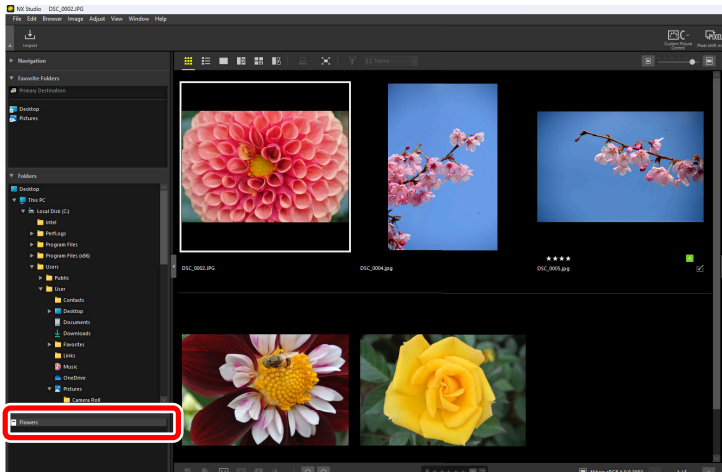 NX Studio DSC_0002.JPG
File Edit Browser Image Adjust View Window Help
Import
Custom Picture
Control
Pixel shift
Navigation
Name
Favorite Folders
Primary Destination
Desktop
Pictures
Folders
Desktop
This PC
Local Disk (C:)
Intel
PerfLogs
Program Files
Program Files (x86)
Users
Public
User
Contacts
Desktop
Documents
Downloads
Favorites
Links
Music
OneDrive
Pictures
Camera Roll
Flowers
DSC_0002.JPG
DSC_0004.jpg
DSC_0005.jpg